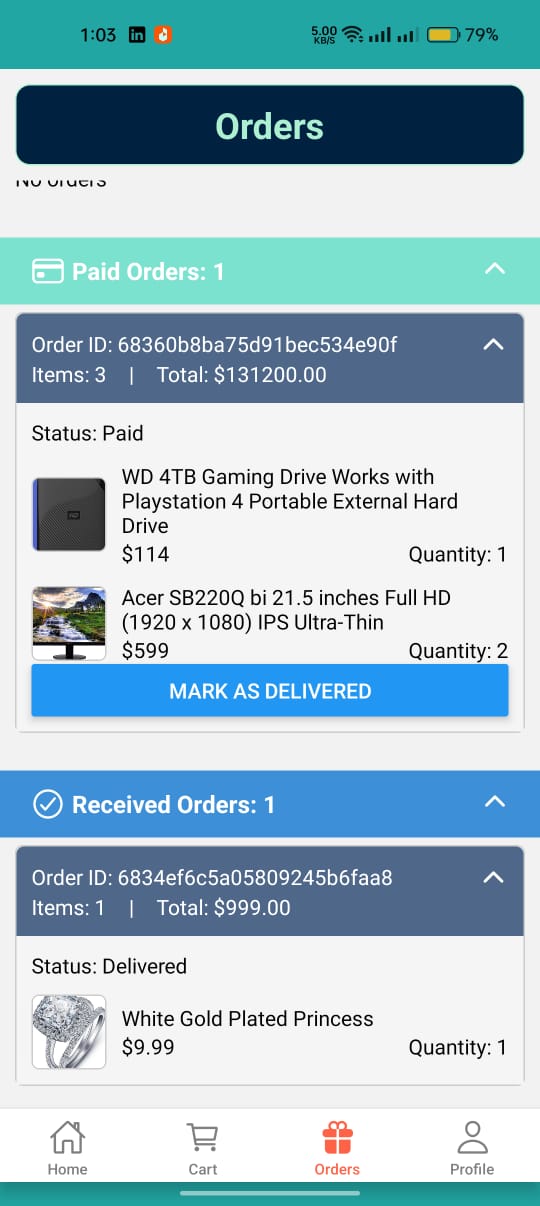 1:03
5.00 KB/S
79%
Orders
No orders
Paid Orders: 1
Order ID: 68360b8ba75d91bec534e90f
Items: 3 | Total: $131200.00
Status: Paid
WD 4TB Gaming Drive Works with
Playstation 4 Portable External Hard
Drive
$114 Quantity: 1
Acer SB220Q bi 21.5 inches Full HD
(1920 x 1080) IPS Ultra-Thin
$599 Quantity: 2
MARK AS DELIVERED
Received Orders: 1
Order ID: 6834ef6c5a05809245b6faa8
Items: 1 | Total: $999.00
Status: Delivered
White Gold Plated Princess
$9.99 Quantity: 1
Home Cart Orders Profile